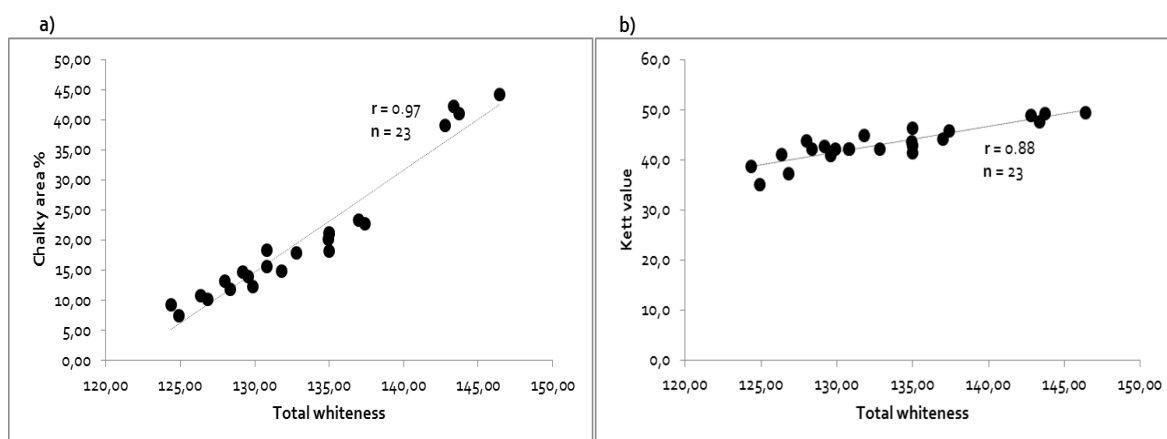 a)
50,00
45,00
40,00
35,00
30,00
25,00
20,00
15,00
10,00
5,00
0,00
Chalky area %
r = 0.97
n = 23
120,00 125,00 130,00 135,00 140,00 145,00 150,00
Total whiteness
b)
60,0
50,0
40,0
30,0
20,0
10,0
0,0
Kett value
r = 0.88
n = 23
120,00 125,00 130,00 135,00 140,00 145,00 150,00
Total whiteness